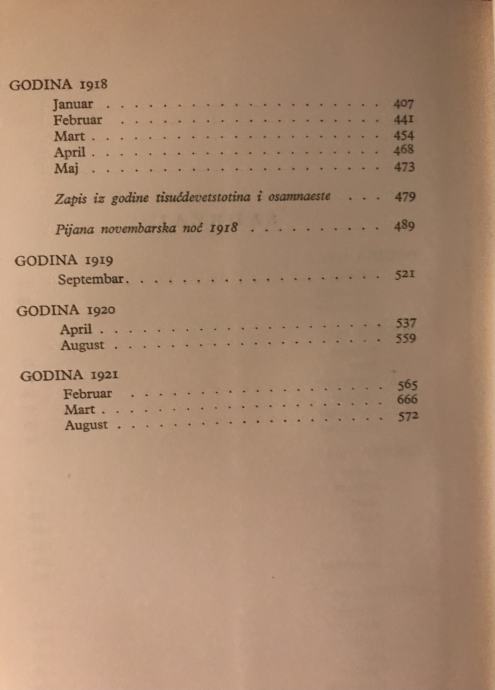 GODINA 1918
Januar . . . . . . . . . . . . . . . . . . . 407
Februar . . . . . . . . . . . . . . . . . . 441
Mart . . . . . . . . . . . . . . . . . . . . 454
April . . . . . . . . . . . . . . . . . . . . 468
Maj . . . . . . . . . . . . . . . . . . . . 473
Zapis iz godine tisućdevetstotina i osamnaeste . . . 479
Pijana novembarska noć 1918 . . . . . . . . . 489
GODINA 1919
Septembar . . . . . . . . . . . . . . . . . . 521
GODINA 1920
April . . . . . . . . . . . . . . . . . . . . 537
August . . . . . . . . . . . . . . . . . . . 559
GODINA 1921
Februar . . . . . . . . . . . . . . . . . . 565
Mart . . . . . . . . . . . . . . . . . . . . 666
August . . . . . . . . . . . . . . . . . . . 572